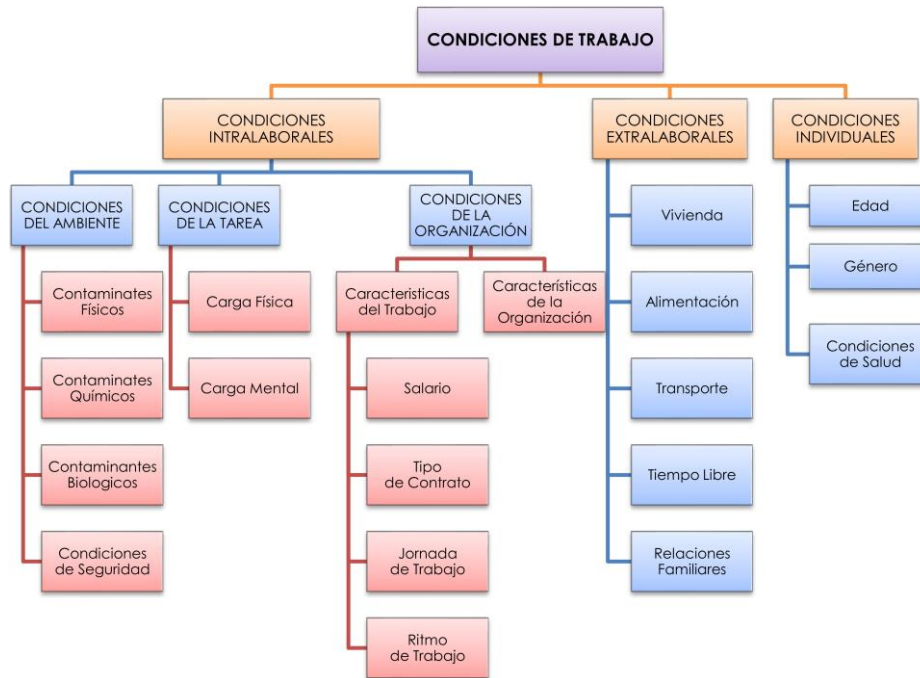 CONDICIONES DE TRABAJO
CONDICIONES
INTRALABORALES
CONDICIONES
EXTRALABORALES
CONDICIONES
INDIVIDUALES
CONDICIONES
DEL AMBIENTE
CONDICIONES
DE LA TAREA
CONDICIONES
DE LA
ORGANIZACIÓN
Contaminates
Físicos
Contaminates
Químicos
Contaminantes
Biologicos
Condiciones
de Seguridad
Carga Física
Carga Mental
Caracteristicas
del Trabajo
Características
de la
Organización
Salario
Tipo
de Contrato
Jornada
de Trabajo
Ritmo
de Trabajo
Vivienda
Alimentación
Transporte
Tiempo Libre
Relaciones
Familiares
Edad
Género
Condiciones
de Salud